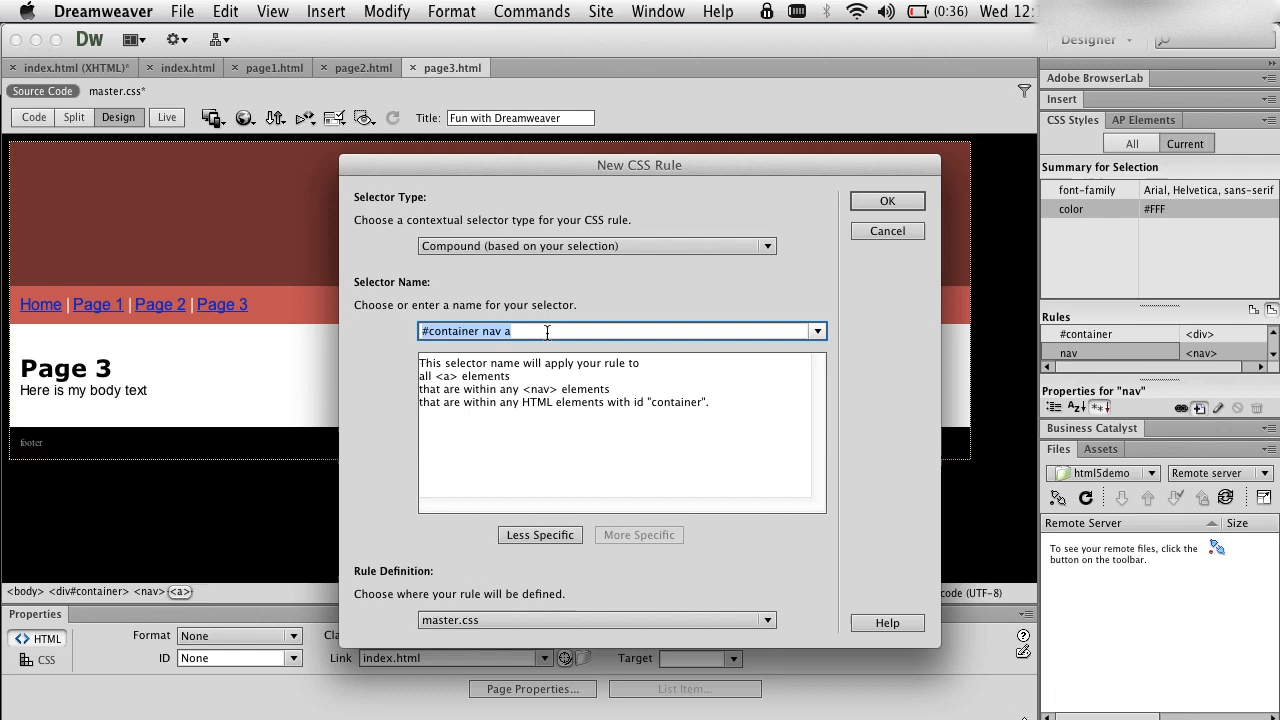 Dreamweaver File Edit View Insert Modify Format Commands Site Window Help (0:36) Wed 12:
Dw Designer
index.html (XHTML)* index.html page1.html page2.html page3.html
Source Code master.css*
Code Split Design Live Title: Fun with Dreamweaver
Home | Page 1 | Page 2 | Page 3
Page 3
Here is my body text
footer
<body> <div#container> <nav> <a>
code (UTF-8)
New CSS Rule
Selector Type:
Choose a contextual selector type for your CSS rule.
Compound (based on your selection)
Selector Name:
Choose or enter a name for your selector.
#container nav a
This selector name will apply your rule to
all <a> elements
that are within any <nav> elements
that are within any HTML elements with id "container".
Less Specific More Specific
Rule Definition:
Choose where your rule will be defined.
master.css
OK
Cancel
Help
Properties
HTML
CSS
Format None
ID None
Link index.html
Target
Page Properties... List Item...
Adobe BrowserLab
Insert
CSS Styles AP Elements
All Current
Summary for Selection
font-family Arial, Helvetica, sans-serif
color #FFF
Rules
#container <div>
nav <nav>
Properties for "nav"
Az
**
Business Catalyst
Files Assets
html5demo Remote server
Remote Server Size
To see your remote files, click the
button on the toolbar.